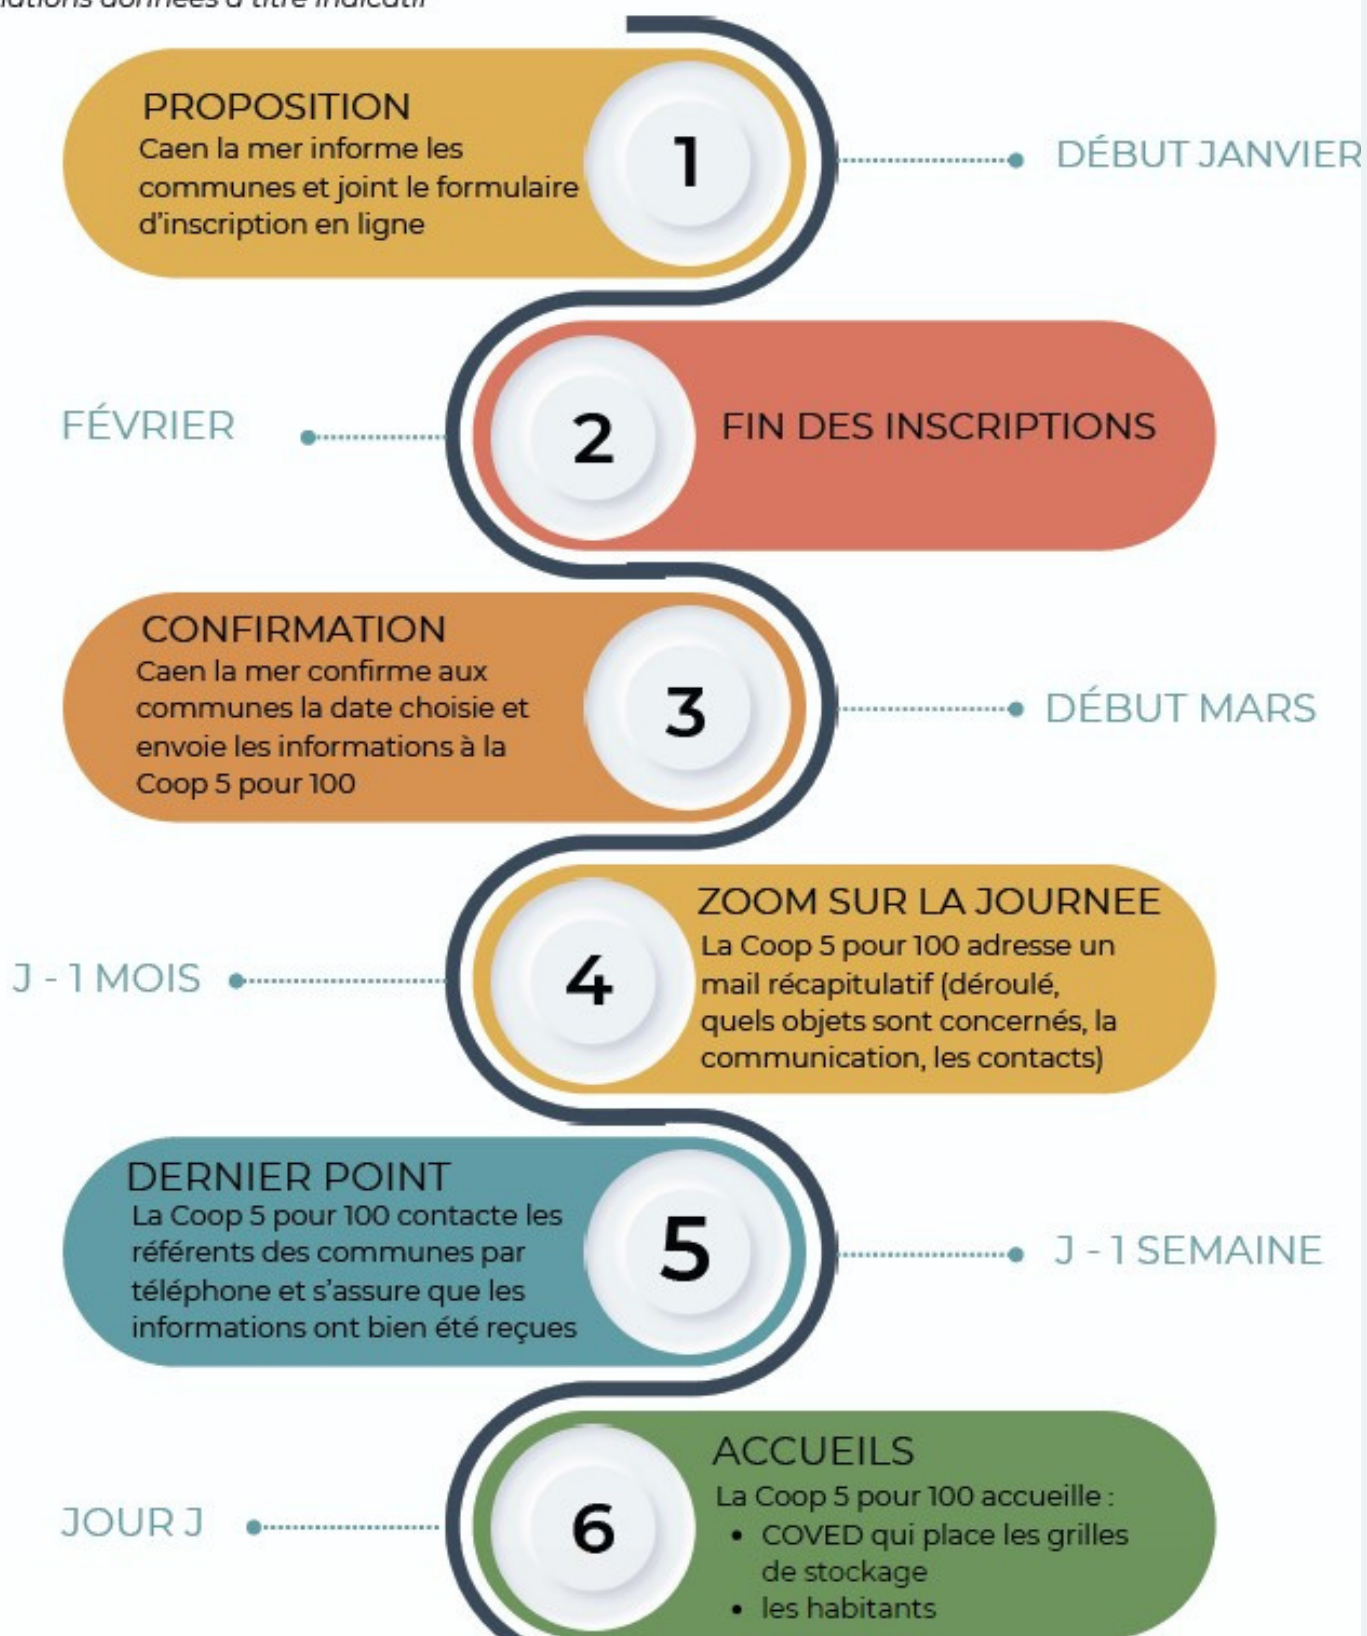 données à titre indicatif
PROPOSITION
Caen la mer informe les
communes et joint le formulaire
d'inscription en ligne
1
DÉBUT JANVIER
FÉVRIER
2
FIN DES INSCRIPTIONS
CONFIRMATION
Caen la mer confirme aux
communes la date choisie et
envoie les informations à la
Coop 5 pour 100
3
DÉBUT MARS
J - 1 MOIS
4
ZOOM SUR LA JOURNEE
La Coop 5 pour 100 adresse un
mail récapitulatif (déroulé,
quels objets sont concernés, la
communication, les contacts)
DERNIER POINT
La Coop 5 pour 100 contacte les
référents des communes par
téléphone et s'assure que les
informations ont bien été reçues
5
J - 1 SEMAINE
JOUR J
6
ACCUEILS
La Coop 5 pour 100 accueille :
• COVED qui place les grilles
de stockage
• les habitants